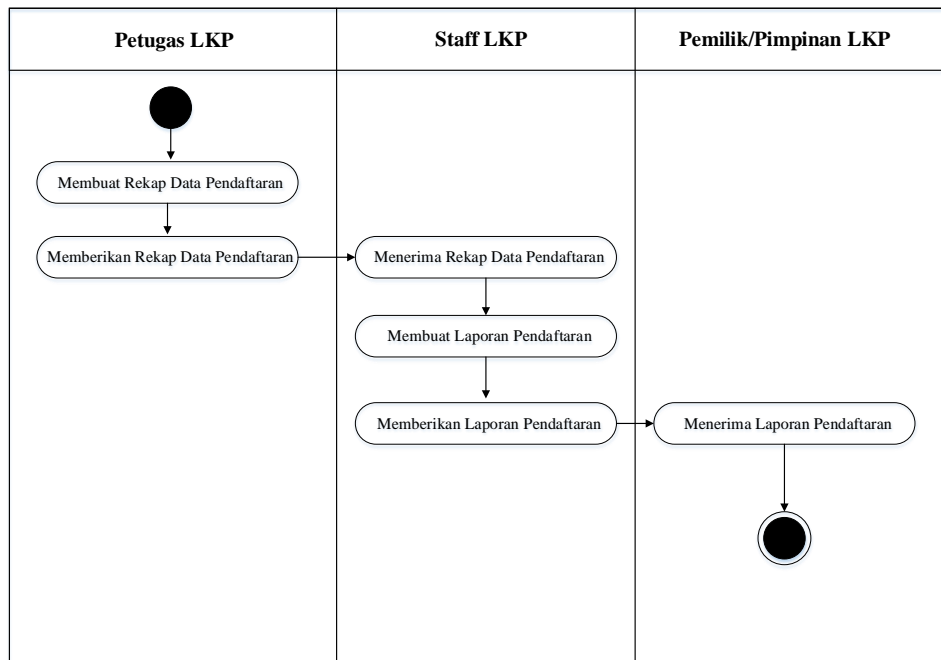 Petugas LKP
Staff LKP
Pemilik/Pimpinan LKP
Membuat Rekap Data Pendaftaran
Memberikan Rekap Data Pendaftaran
Menerima Rekap Data Pendaftaran
Membuat Laporan Pendaftaran
Memberikan Laporan Pendaftaran
Menerima Laporan Pendaftaran